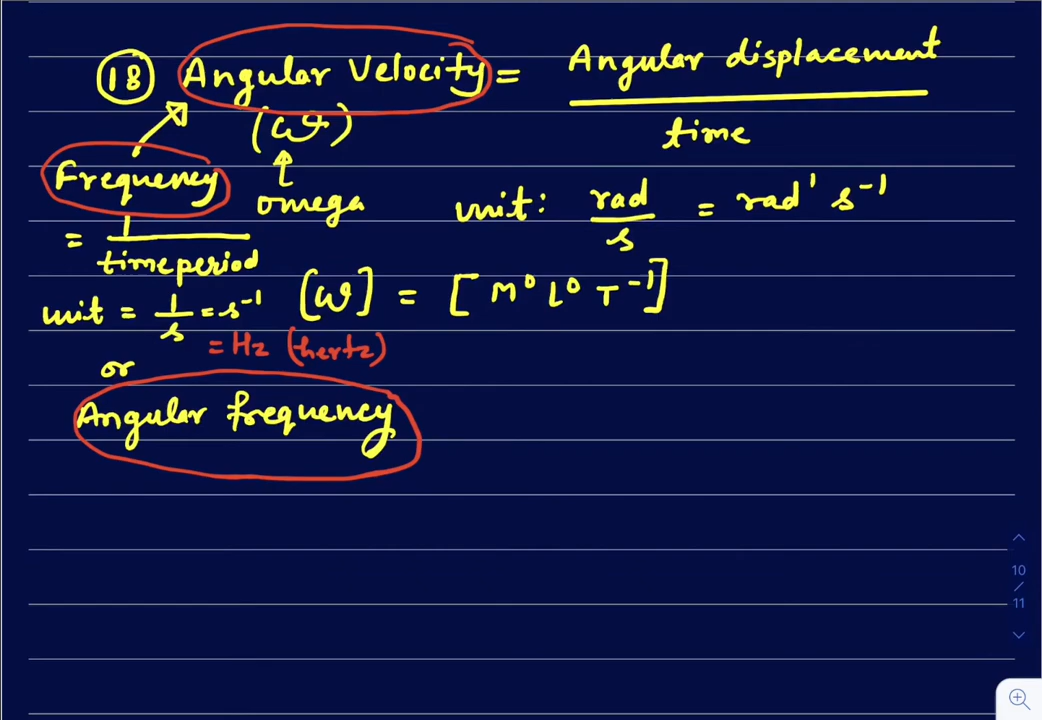 18 Angular Velocity = Angular displacement
time
(ω)
Frequency
omega
unit: rad/s = rad¹ s⁻¹
= 1/timeperiod
unit = 1/s = s⁻¹
[ω] = [M⁰ L⁰ T⁻¹]
= Hz (hertz)
or
Angular frequency
10
/
11